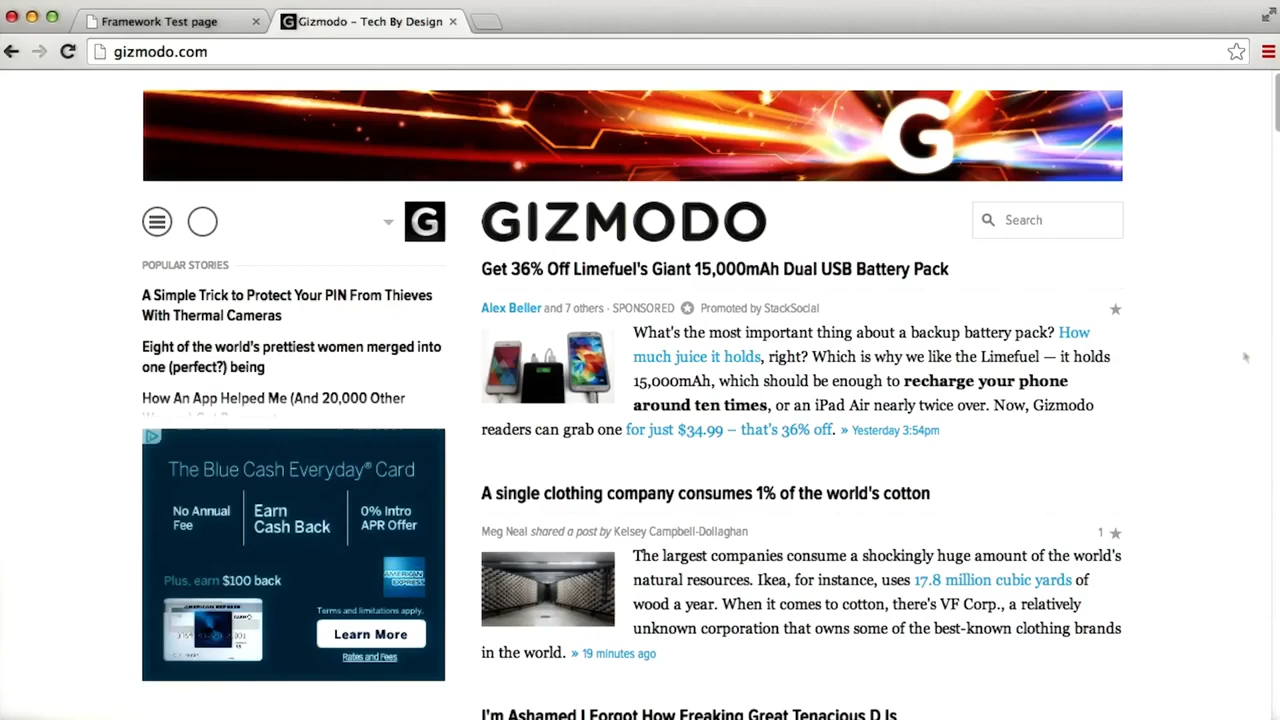 Framework Test page
G Gizmodo - Tech By Design
gizmodo.com
G
G
GIZMODO
Search
POPULAR STORIES
A Simple Trick to Protect Your PIN From Thieves
With Thermal Cameras
Eight of the world's prettiest women merged into
one (perfect?) being
How An App Helped Me (And 20,000 Other
The Blue Cash Everyday® Card
No Annual
Fee
Earn
Cash Back
0% Intro
APR Offer
Plus, earn $100 back
AMERICAN
EXPRESS
AMERICAN EXPRESS
Terms and limitations apply.
Learn More
Rates and Fees
Get 36% Off Limefuel's Giant 15,000mAh Dual USB Battery Pack
Alex Beller and 7 others · SPONSORED Promoted by StackSocial
What's the most important thing about a backup battery pack? How
much juice it holds, right? Which is why we like the Limefuel — it holds
15,000mAh, which should be enough to recharge your phone
around ten times, or an iPad Air nearly twice over. Now, Gizmodo
readers can grab one for just $34.99 – that's 36% off. » Yesterday 3:54pm
A single clothing company consumes 1% of the world's cotton
Meg Neal shared a post by Kelsey Campbell-Dollaghan
1
The largest companies consume a shockingly huge amount of the world's
natural resources. Ikea, for instance, uses 17.8 million cubic yards of
wood a year. When it comes to cotton, there's VF Corp., a relatively
unknown corporation that owns some of the best-known clothing brands
in the world. » 19 minutes ago
I'm Ashamed I Forgot How Freaking Great Tenacious D Is